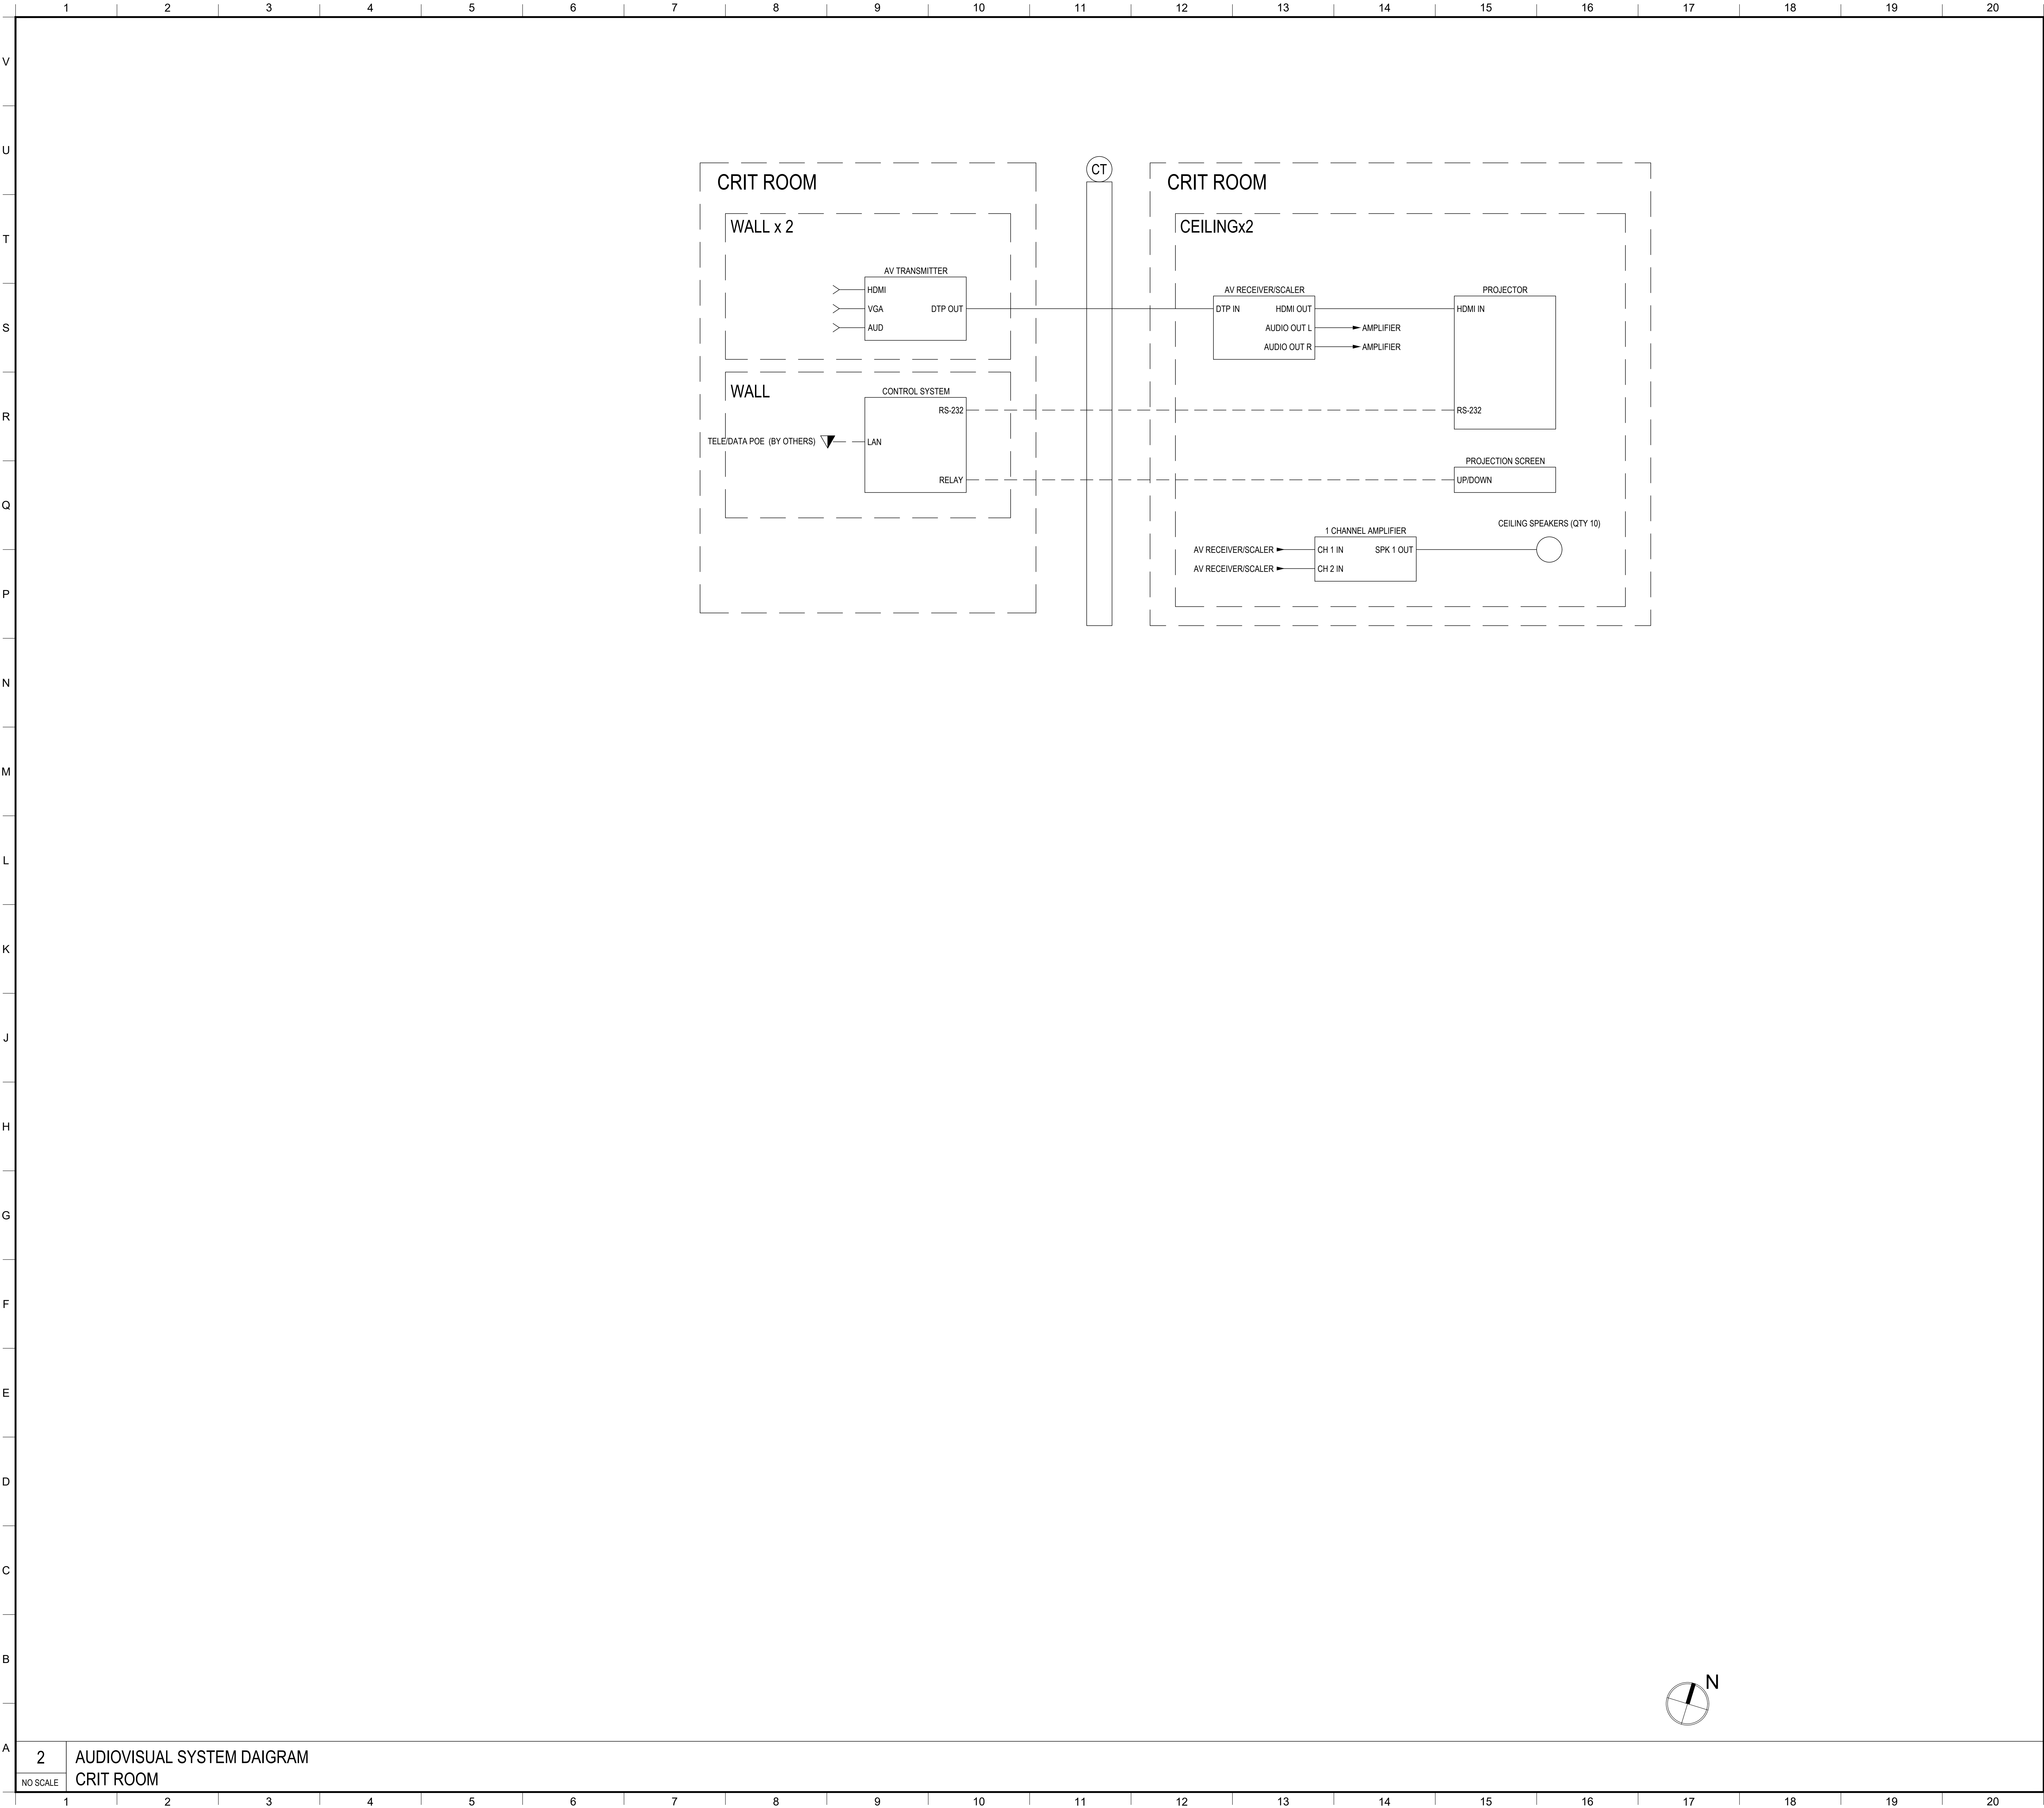 1 2 3 4 5 6 7 8 9 10 11 12 13 14 15 16 17 18 19 20
V
U
T
S
R
Q
P
N
M
L
K
J
H
G
F
E
D
C
B
A
CRIT ROOM
WALL x 2
AV TRANSMITTER
HDMI
VGA DTP OUT
AUD
WALL
CONTROL SYSTEM
RS-232
TELE/DATA POE (BY OTHERS) LAN
RELAY
CT
CRIT ROOM
CEILINGx2
AV RECEIVER/SCALER
DTP IN HDMI OUT
AUDIO OUT L AMPLIFIER
AUDIO OUT R AMPLIFIER
PROJECTOR
HDMI IN
RS-232
PROJECTION SCREEN
UP/DOWN
1 CHANNEL AMPLIFIER
CEILING SPEAKERS (QTY 10)
AV RECEIVER/SCALER CH 1 IN SPK 1 OUT
AV RECEIVER/SCALER CH 2 IN
N
2 AUDIOVISUAL SYSTEM DAIGRAM
NO SCALE CRIT ROOM
1 2 3 4 5 6 7 8 9 10 11 12 13 14 15 16 17 18 19 20